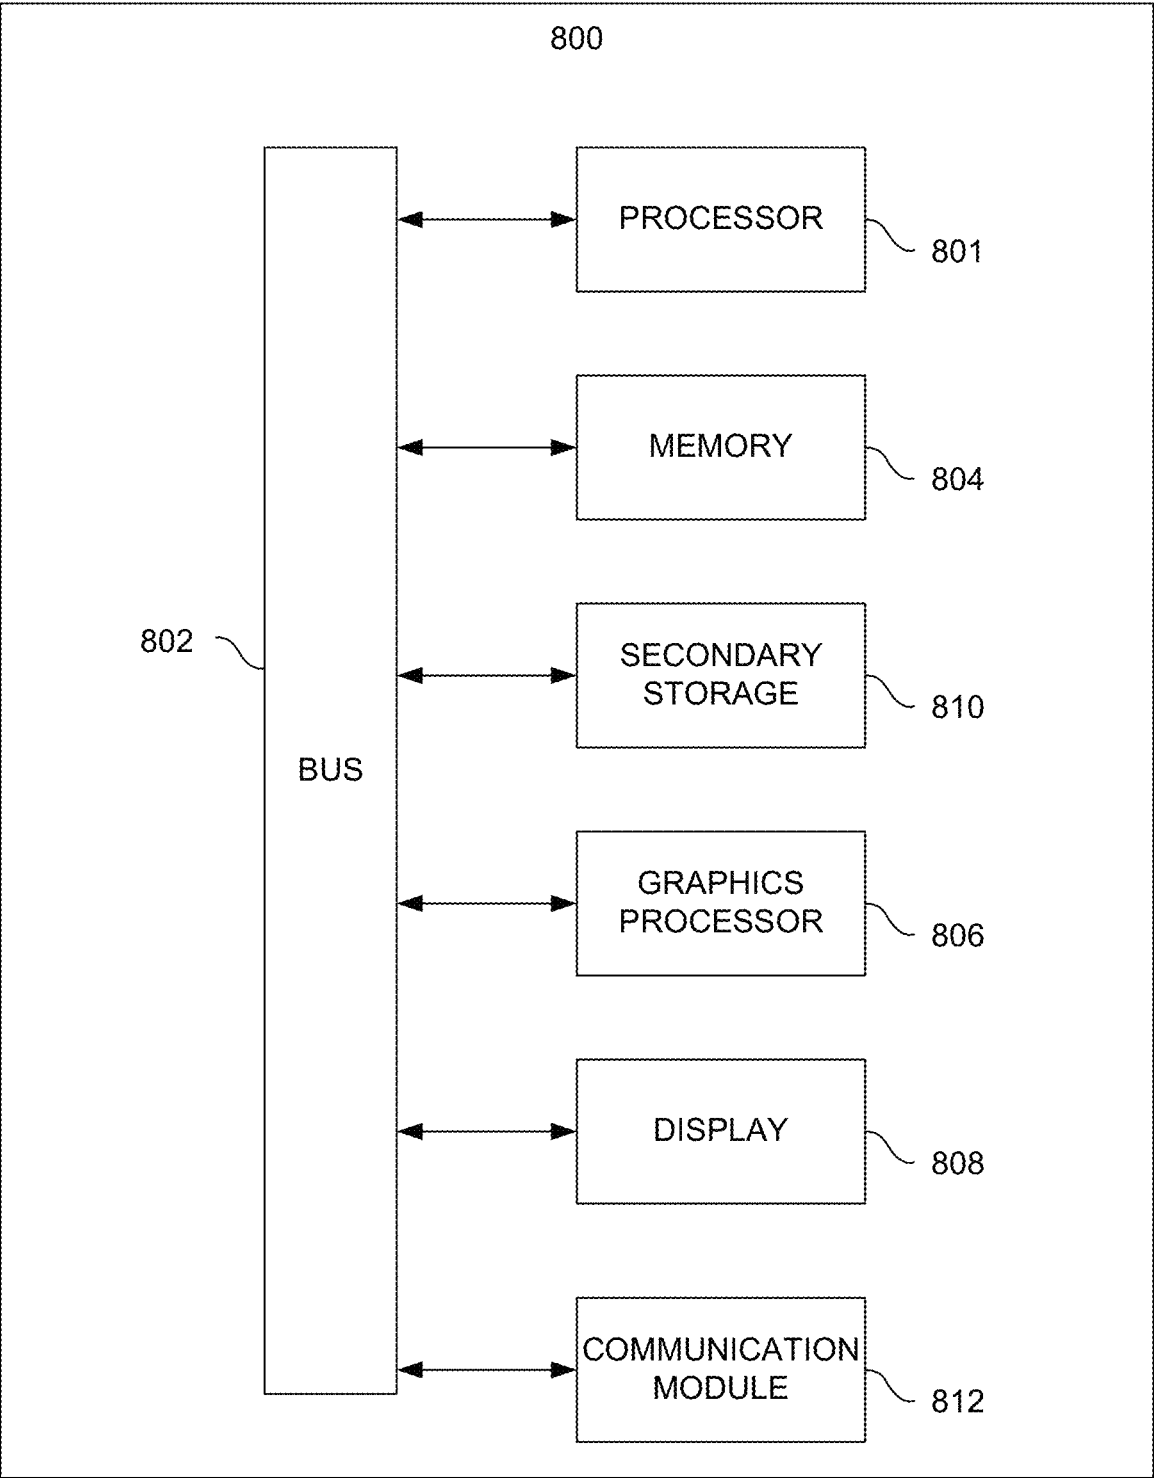 800
PROCESSOR
801
MEMORY
804
802
SECONDARY
STORAGE
810
BUS
GRAPHICS
PROCESSOR
806
DISPLAY
808
COMMUNICATION
MODULE
812